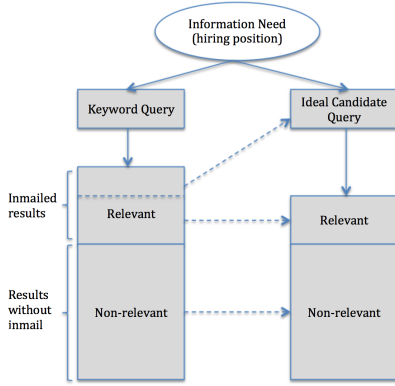 Information Need
(hiring position)
Keyword Query
Ideal Candidate
Query
Inmailed
results
Relevant
Relevant
Results
without
inmail
Non-relevant
Non-relevant